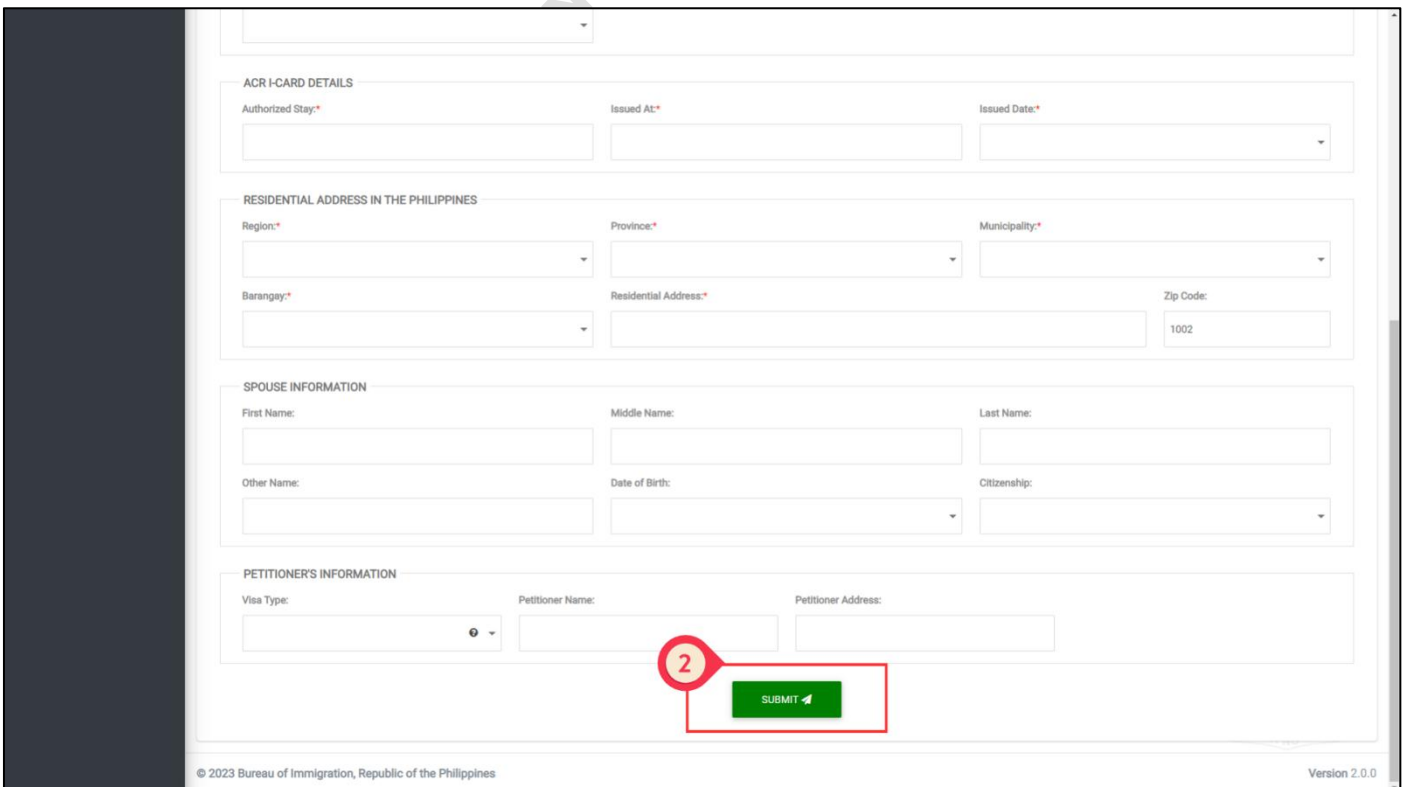 ACR I-CARD DETAILS
Authorized Stay:* Issued At:* Issued Date:*
RESIDENTIAL ADDRESS IN THE PHILIPPINES
Region:* Province:* Municipality:*
Barangay:* Residential Address:* Zip Code:
1002
SPOUSE INFORMATION
First Name: Middle Name: Last Name:
Other Name: Date of Birth: Citizenship:
PETITIONER'S INFORMATION
Visa Type: Petitioner Name: Petitioner Address:
2
SUBMIT
© 2023 Bureau of Immigration, Republic of the Philippines Version 2.0.0